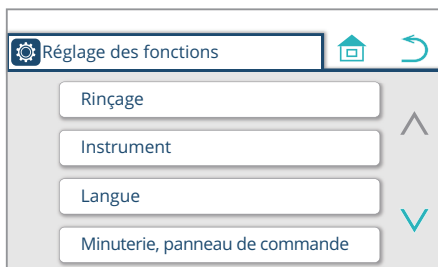 Réglage des fonctions
Rinçage
Instrument
Langue
Minuterie, panneau de commande